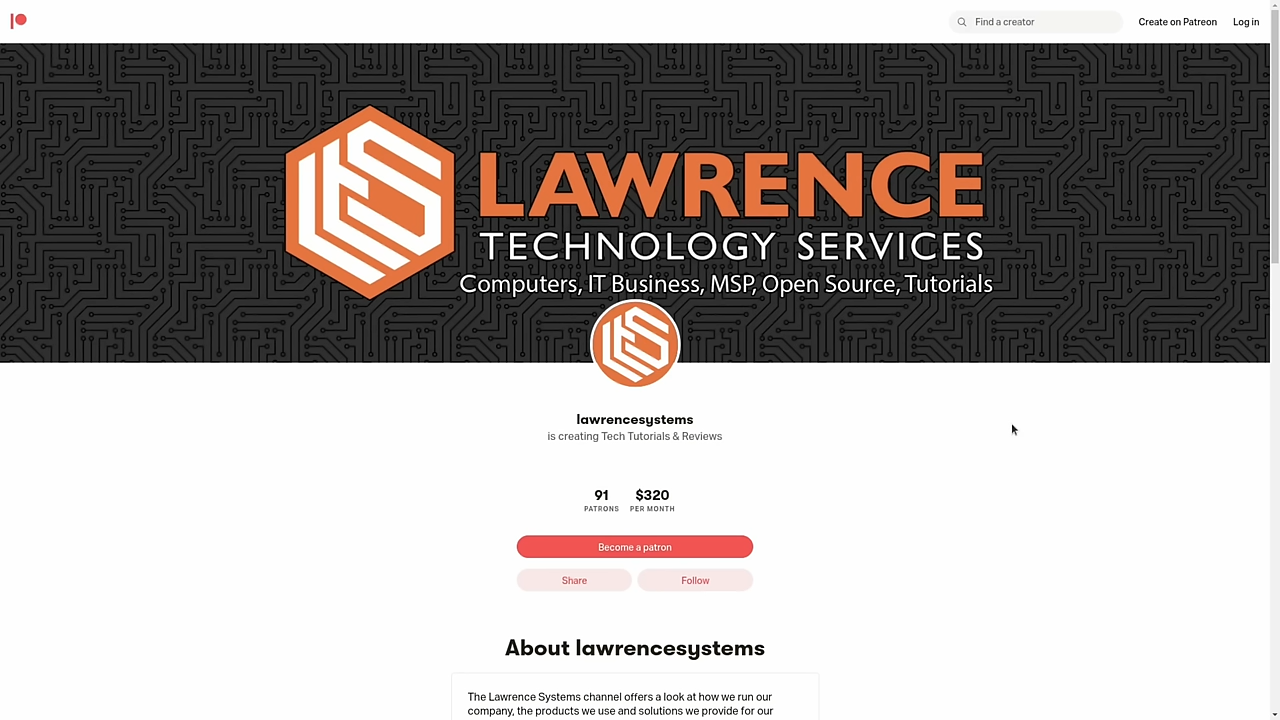 Find a creator
Create on Patreon
Log in
LAWRENCE
TECHNOLOGY SERVICES
Computers, IT Business, MSP, Open Source, Tutorials
lawrencesystems
is creating Tech Tutorials & Reviews
91 $320
PATRONS PER MONTH
Become a patron
Share
Follow
About lawrencesystems
The Lawrence Systems channel offers a look at how we run our
company, the products we use and solutions we provide for our